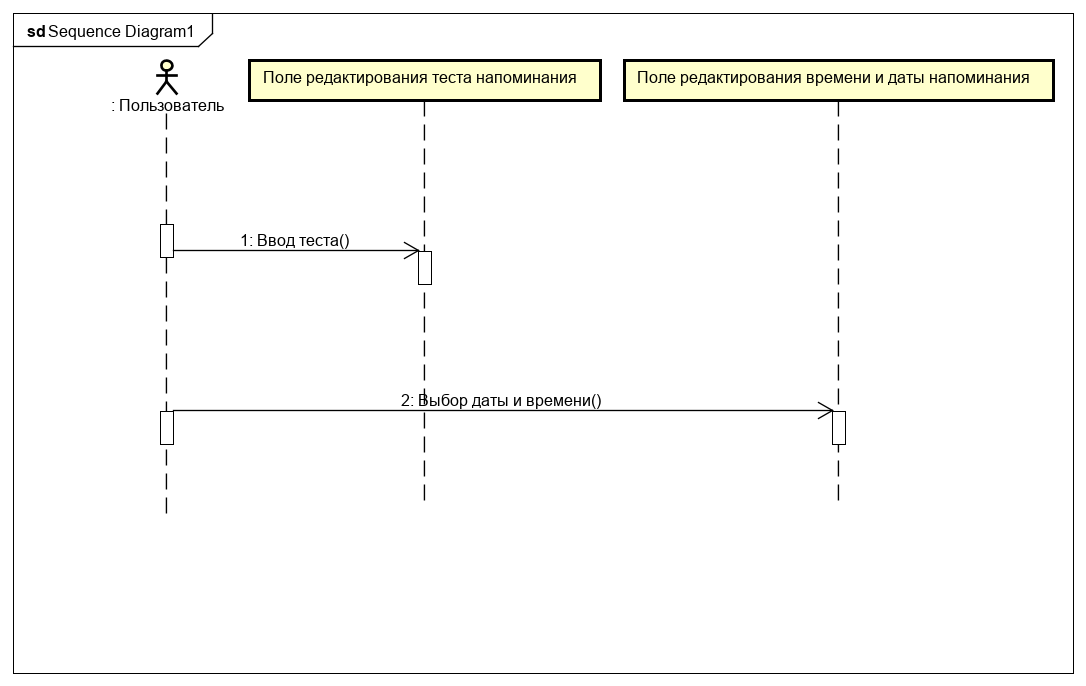 sd Sequence Diagram1
: Пользователь
Поле редактирования теста напоминания
Поле редактирования времени и даты напоминания
1: Ввод теста()
2: Выбор даты и времени()